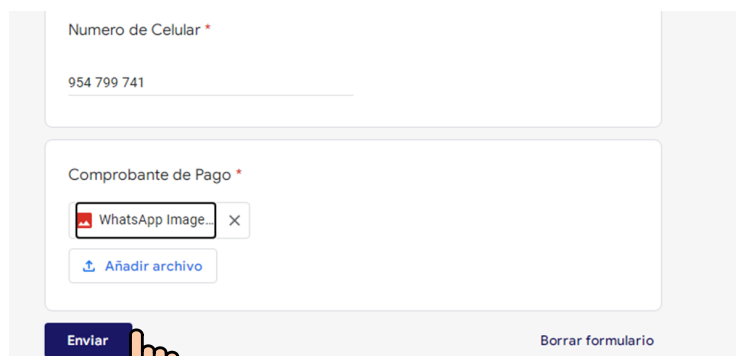 Numero de Celular *
954 799 741
Comprobante de Pago *
WhatsApp Image...
Añadir archivo
Enviar
Borrar formulario